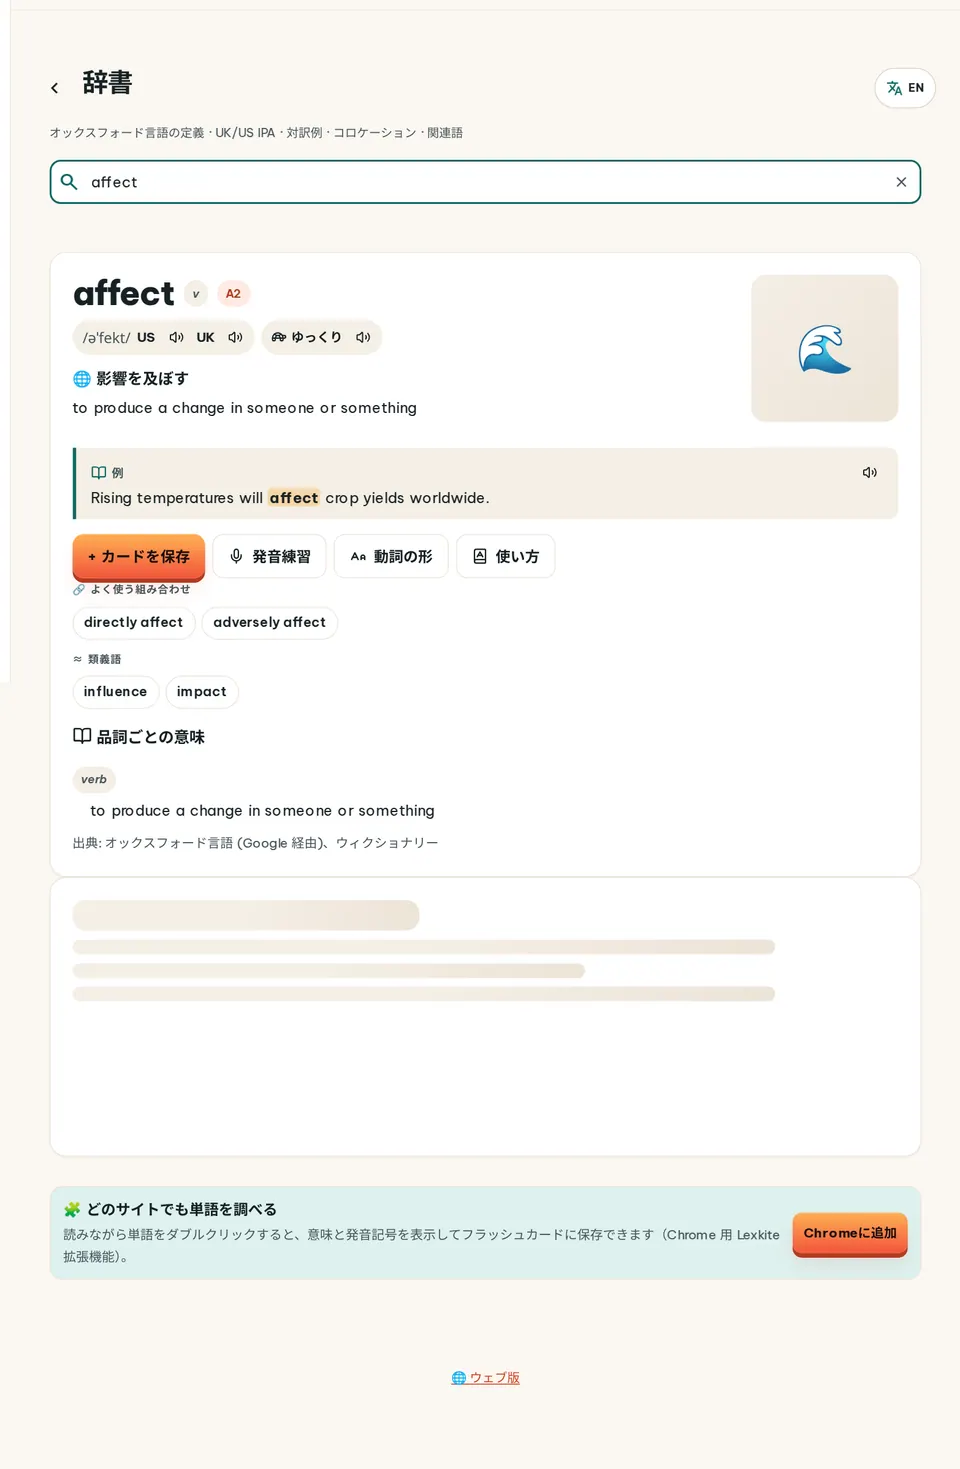 辞書
EN
オックスフォード言語の定義 · UK/US IPA · 対訳例 · コロケーション · 関連語
affect
affect v A2
/əˈfekt/ US UK ゆっくり
影響を及ぼす
to produce a change in someone or something
例
Rising temperatures will affect crop yields worldwide.
+ カードを保存 発音練習 Aa 動詞の形 使い方
よく使う組み合わせ
directly affect adversely affect
≈ 類義語
influence impact
品詞ごとの意味
verb
to produce a change in someone or something
出典: オックスフォード言語 (Google 経由)、ウィクショナリー
どのサイトでも単語を調べる
読みながら単語をダブルクリックすると、意味と発音記号を表示してフラッシュカードに保存できます（Chrome 用 Lexkite
拡張機能）。
Chromeに追加
ウェブ版